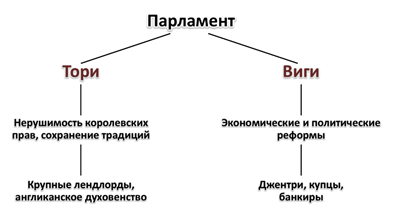 Парламент
Тори
Виги
Нерушимость королевских
прав, сохранение традиций
Экономические и политические
реформы
Крупные лендлорды,
англиканское духовенство
Джентри, купцы,
банкиры